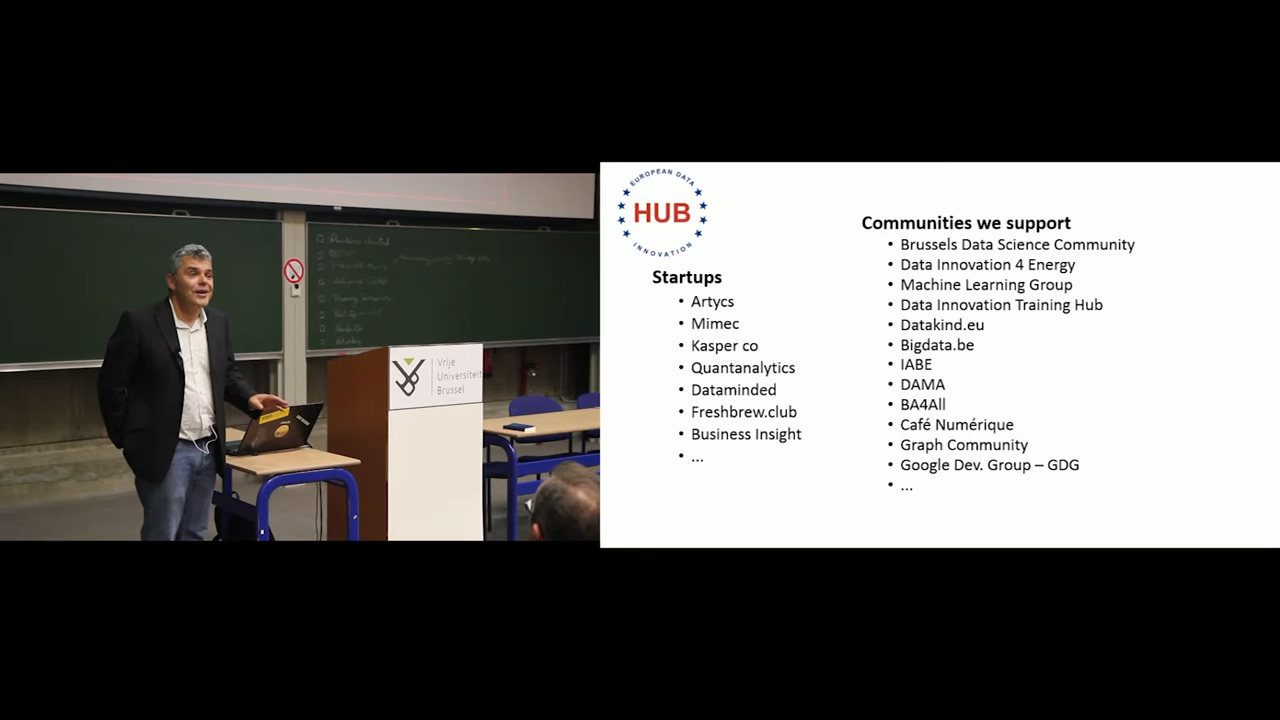 Vrije
Universiteit
Brussel
EUROPEAN DATA
HUB
INNOVATION
Startups
• Artycs
• Mimec
• Kasper co
• Quantanalytics
• Dataminded
• Freshbrew.club
• Business Insight
• ...
Communities we support
• Brussels Data Science Community
• Data Innovation 4 Energy
• Machine Learning Group
• Data Innovation Training Hub
• Datakind.eu
• Bigdata.be
• IABE
• DAMA
• BA4All
• Café Numérique
• Graph Community
• Google Dev. Group – GDG
• ...